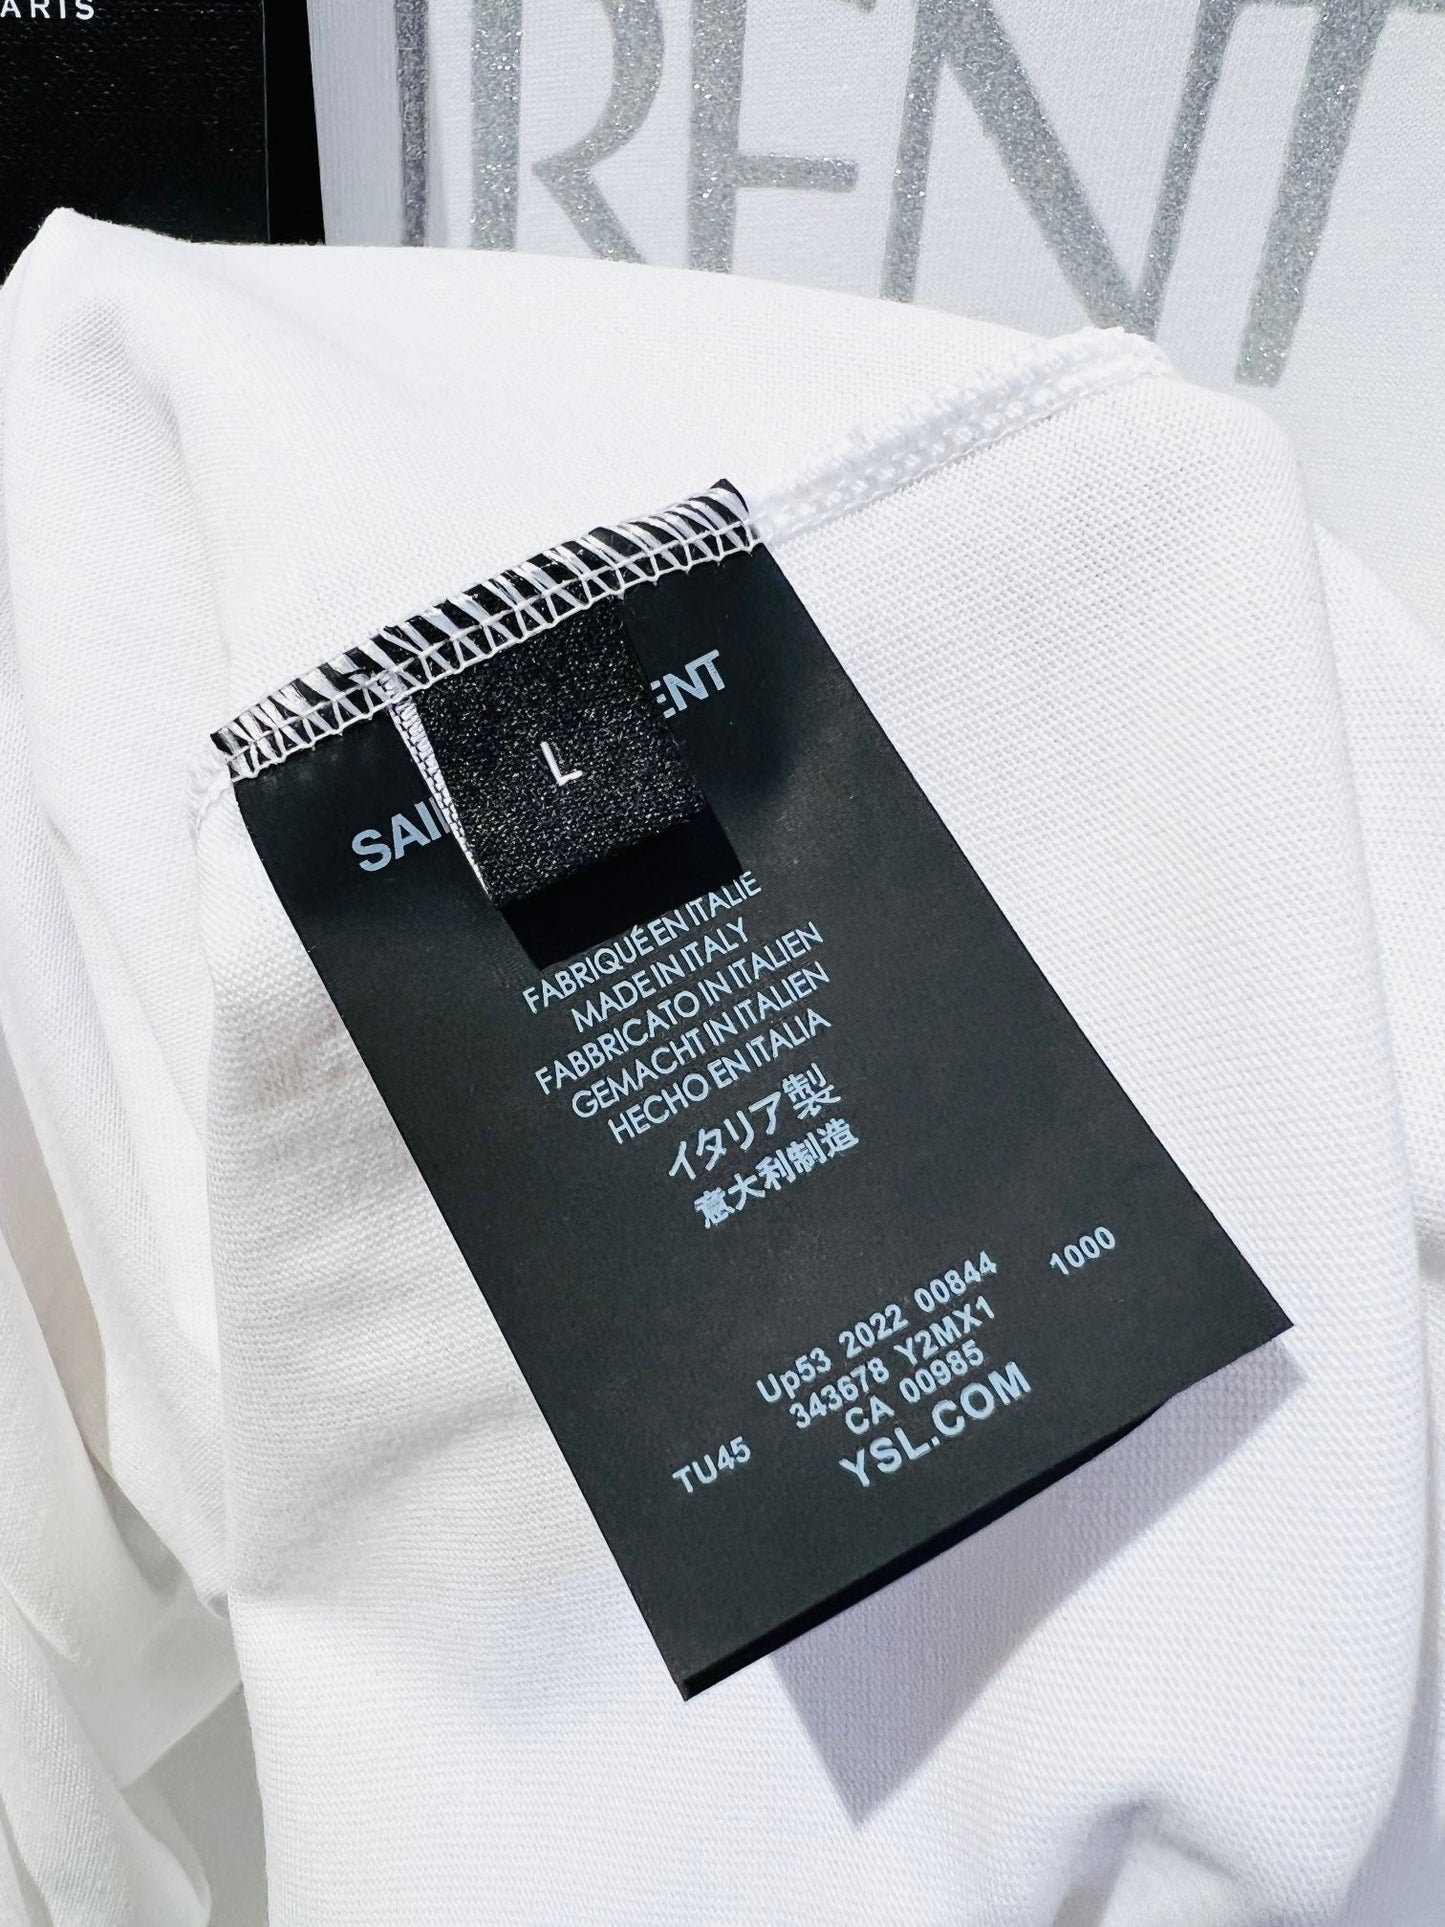 ARIS
RENT
L
SAI ENT
FABRIQUÉ EN ITALIE
MADE IN ITALY
FABBRICATO IN ITALIEN
GEMACHT IN ITALIEN
HECHO EN ITALIA
イタリア製
意大利制造
1000
Up53 2022 00844
343678 Y2MX1
CA 00985
TU45
YSL.COM